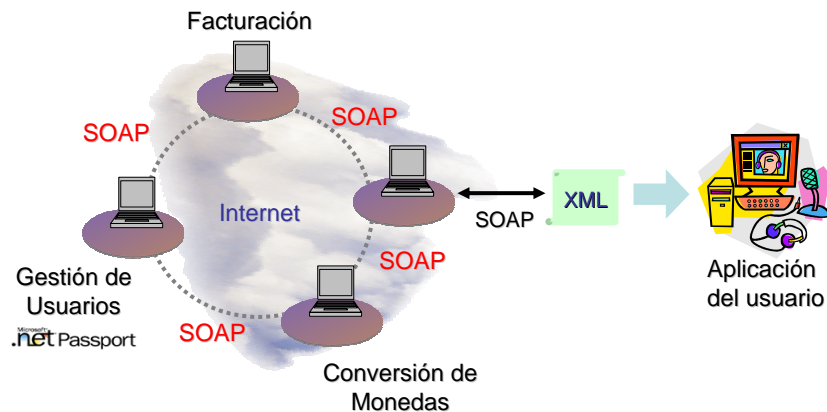 Facturación
SOAP
SOAP
Internet
SOAP
XML
SOAP
Gestión de
Usuarios
Microsoft
.net Passport
SOAP
Conversión de
Monedas
Aplicación
del usuario